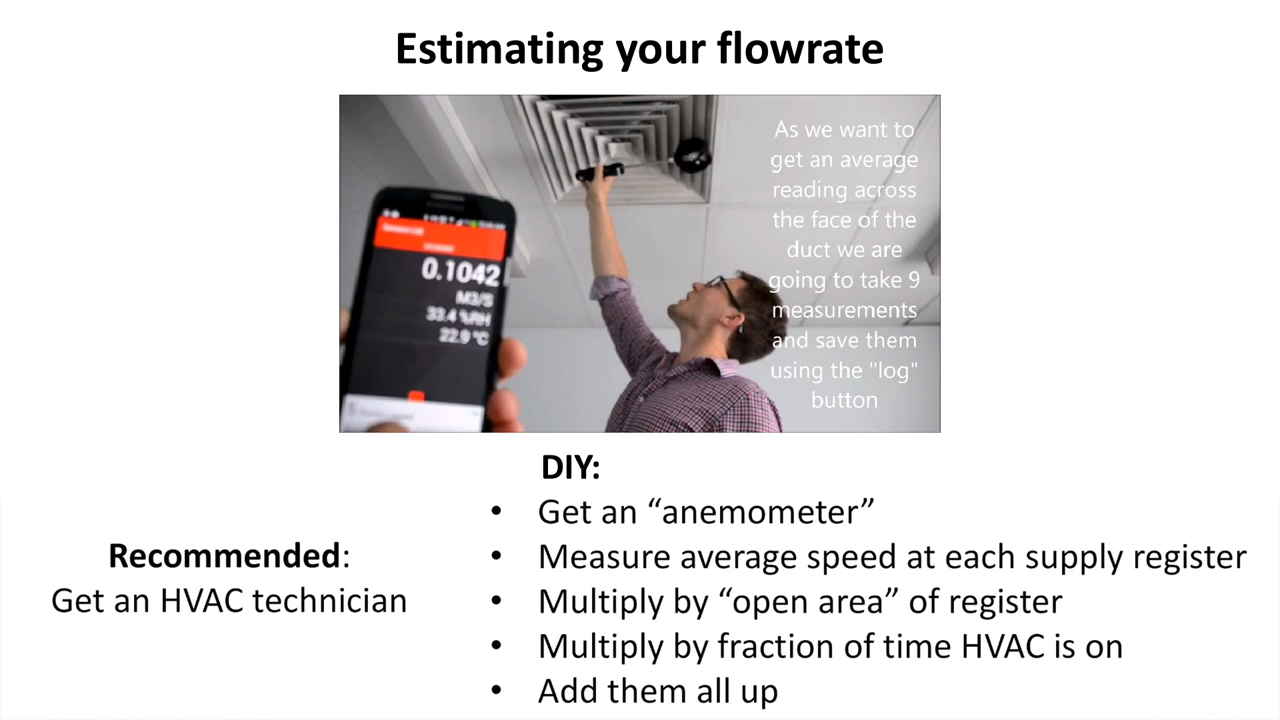 Estimating your flowrate
As we want to
get an average
reading across
the face of the
duct we are
going to take 9
measurements
and save them
using the "log"
button
0.1042
M3/S
33.4 %RH
22.9 °C
Recommended:
Get an HVAC technician
DIY:
• Get an “anemometer”
• Measure average speed at each supply register
• Multiply by “open area” of register
• Multiply by fraction of time HVAC is on
• Add them all up